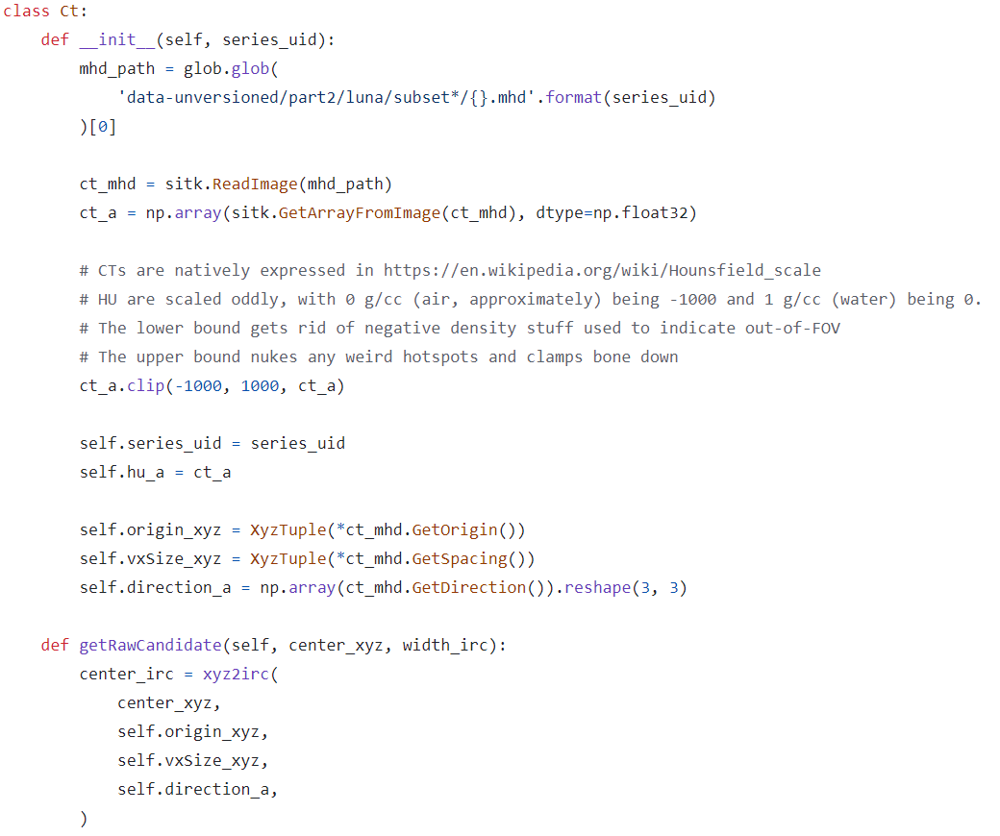 class Ct:
    def __init__(self, series_uid):
        mhd_path = glob.glob(
            'data-unversioned/part2/luna/subset*/{}.mhd'.format(series_uid)
        )[0]

        ct_mhd = sitk.ReadImage(mhd_path)
        ct_a = np.array(sitk.GetArrayFromImage(ct_mhd), dtype=np.float32)

        # CTs are natively expressed in https://en.wikipedia.org/wiki/Hounsfield_scale
        # HU are scaled oddly, with 0 g/cc (air, approximately) being -1000 and 1 g/cc (water) being 0.
        # The lower bound gets rid of negative density stuff used to indicate out-of-FOV
        # The upper bound nukes any weird hotspots and clamps bone down
        ct_a.clip(-1000, 1000, ct_a)

        self.series_uid = series_uid
        self.hu_a = ct_a

        self.origin_xyz = XyzTuple(*ct_mhd.GetOrigin())
        self.vxSize_xyz = XyzTuple(*ct_mhd.GetSpacing())
        self.direction_a = np.array(ct_mhd.GetDirection()).reshape(3, 3)

    def getRawCandidate(self, center_xyz, width_irc):
        center_irc = xyz2irc(
            center_xyz,
            self.origin_xyz,
            self.vxSize_xyz,
            self.direction_a,
        )